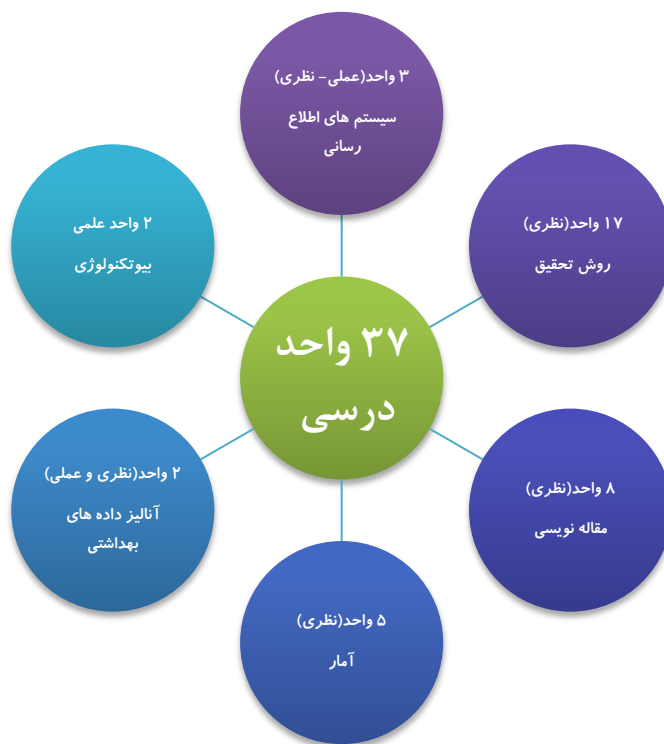 ۳ واحد(عملی- نظری)
سیستم های اطلاع
رسانی
۱۷ واحد(نظری)
روش تحقیق
۸ واحد(نظری)
مقاله نویسی
۵ واحد(نظری)
آمار
۲ واحد(نظری و عملی)
آنالیز داده های
بهداشتی
۲ واحد علمی
بیوتکنولوژی
۳۷ واحد
درسی